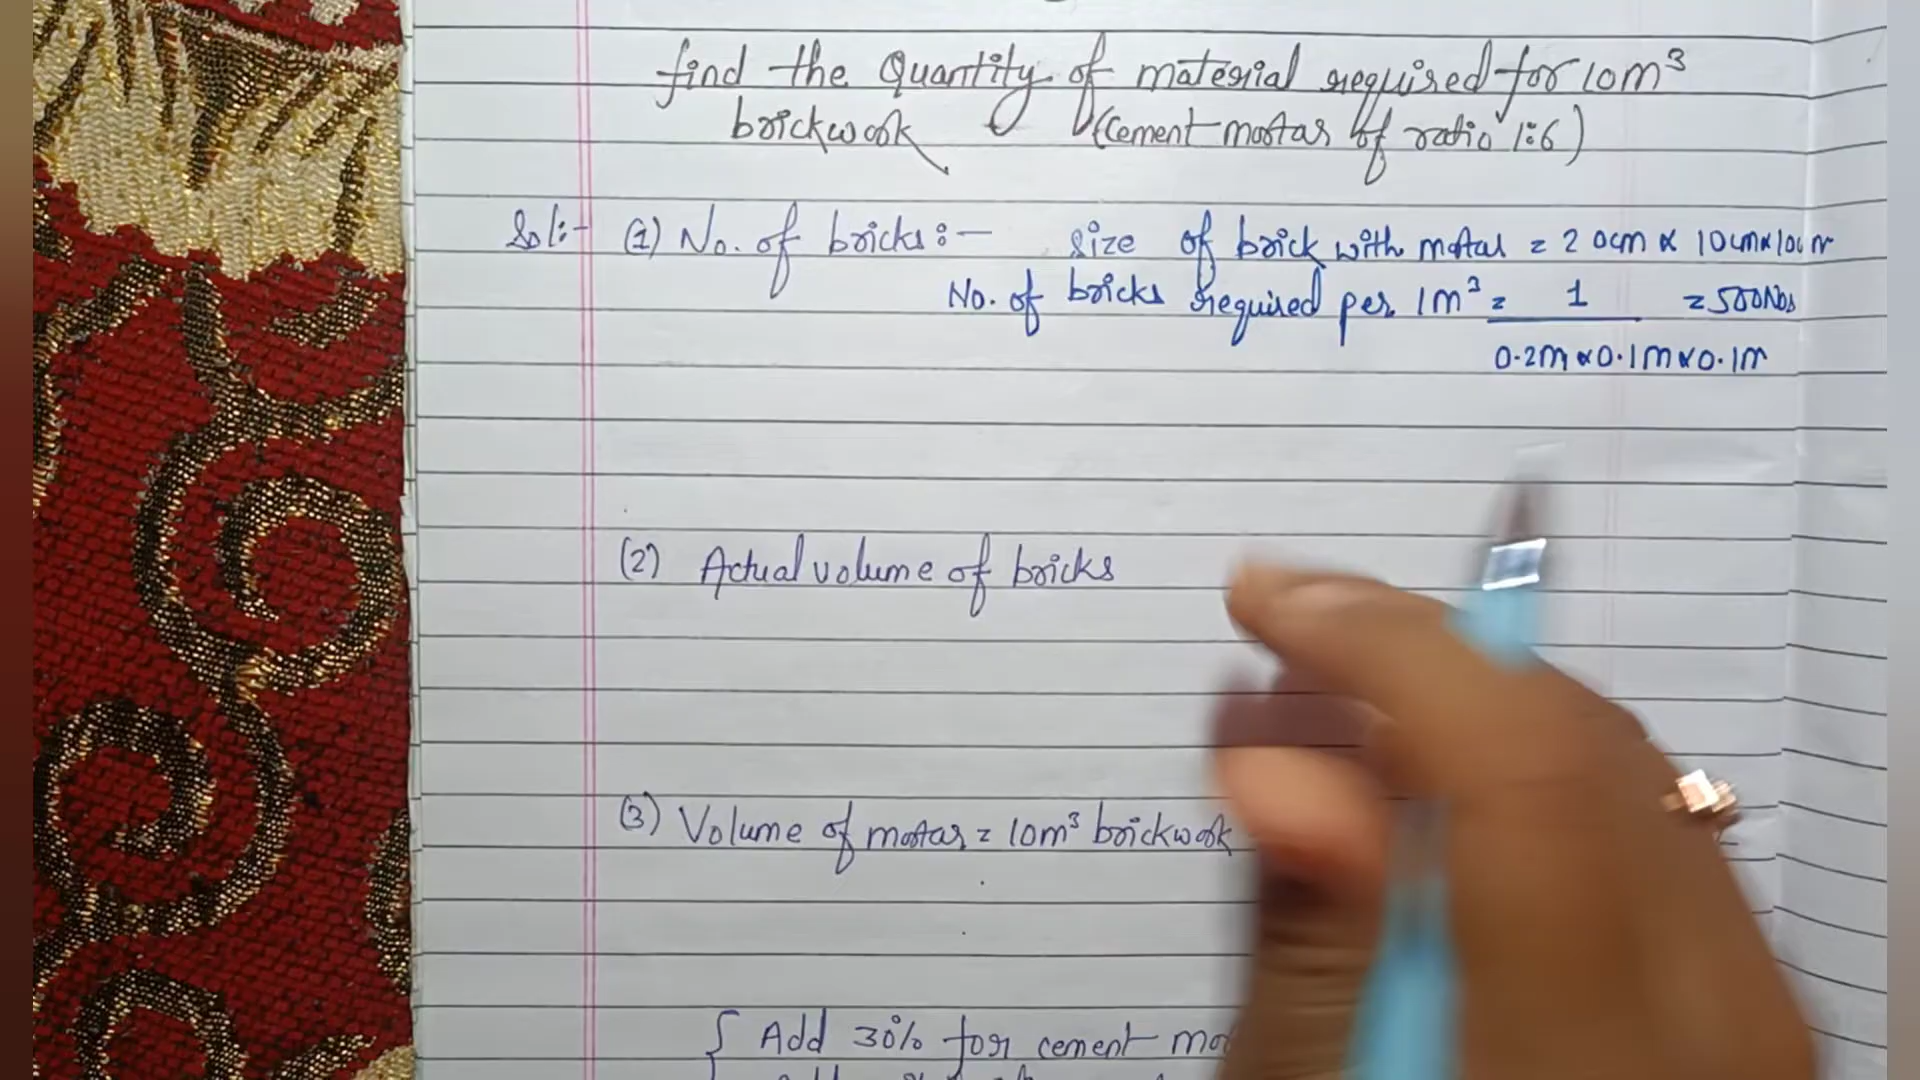 find the Quantity of material required for 10m³
brickwork (cement mortar of ratio 1:6)
Sol:- (1) No. of bricks:- size of brick with motar = 20cm × 10cm×10cm
No. of bricks required per 1m³ = 1 = 500Nos
0.2m×0.1m×0.1m
(2) Actual volume of bricks
(3) Volume of mortar = 10m³ brickwork
{ Add 30% for cement